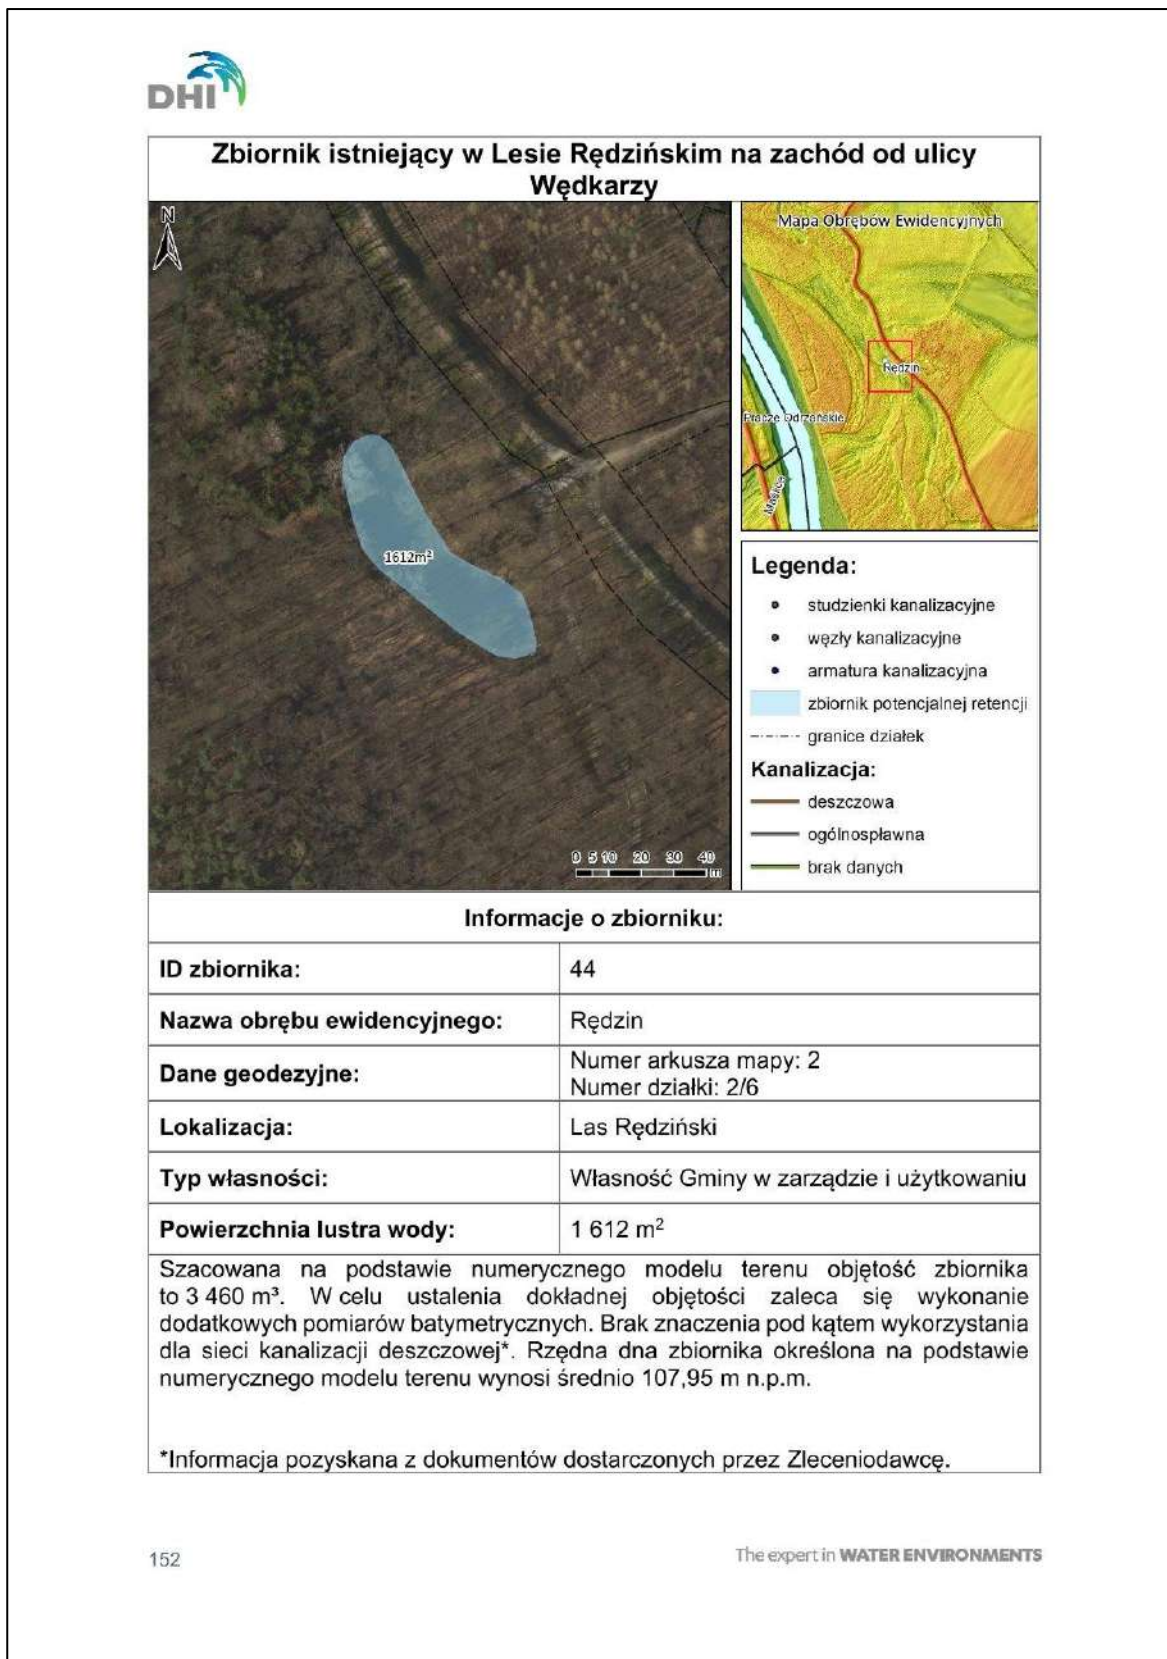 DHI
Zbiornik istniejący w Lesie Rędzińskim na zachód od ulicy
Wędkarzy
N
1612m²
0 5 10 20 30 40
m
Mapa Obrębów Ewidencyjnych
Rędzin
Pracze Odrzańskie
Maślice
Legenda:
studzienki kanalizacyjne
węzły kanalizacyjne
armatura kanalizacyjna
zbiornik potencjalnej retencji
granice działek
Kanalizacja:
deszczowa
ogólnospławna
brak danych
Informacje o zbiorniku:
ID zbiornika: 44
Nazwa obrębu ewidencyjnego: Rędzin
Dane geodezyjne: Numer arkusza mapy: 2
Numer działki: 2/6
Lokalizacja: Las Rędziński
Typ własności: Własność Gminy w zarządzie i użytkowaniu
Powierzchnia lustra wody: 1 612 m²
Szacowana na podstawie numerycznego modelu terenu objętość zbiornika
to 3 460 m³. W celu ustalenia dokładnej objętości zaleca się wykonanie
dodatkowych pomiarów batymetrycznych. Brak znaczenia pod kątem wykorzystania
dla sieci kanalizacji deszczowej*. Rzędna dna zbiornika określona na podstawie
numerycznego modelu terenu wynosi średnio 107,95 m n.p.m.
*Informacja pozyskana z dokumentów dostarczonych przez Zleceniodawcę.
152
The expert in WATER ENVIRONMENTS